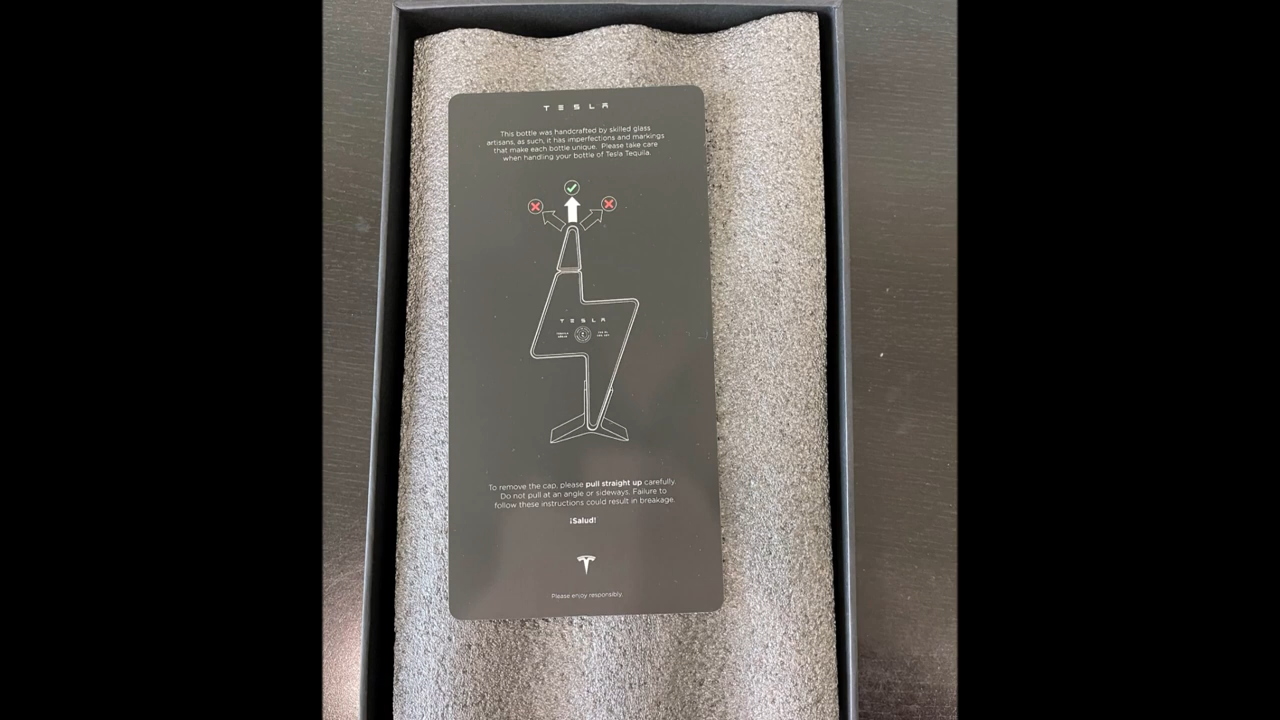 TESLA
This bottle was handcrafted by skilled glass
artisans, as such, it has imperfections and markings
that make each bottle unique. Please take care
when handing your bottle of Tesla Tequila.
TESLA
To remove the cap, please pull straight up carefully.
Do not pull at an angle or sideways. Failure to
follow these instructions could result in breakage.
¡Salud!
Please enjoy responsibly.